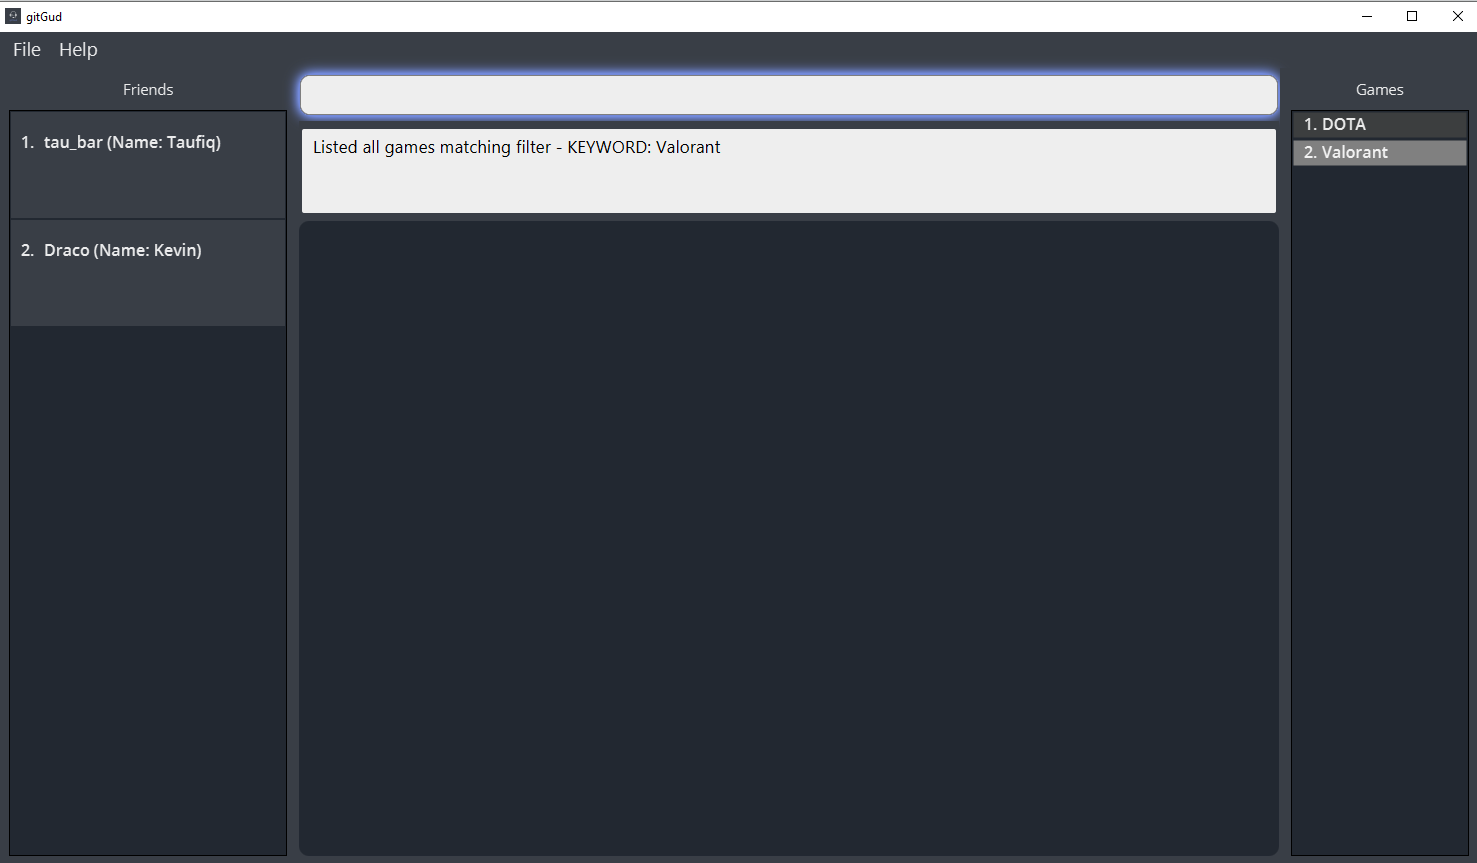 gitGud
File Help
Friends
1. tau_bar (Name: Taufiq)
2. Draco (Name: Kevin)
Listed all games matching filter - KEYWORD: Valorant
Games
1. DOTA
2. Valorant